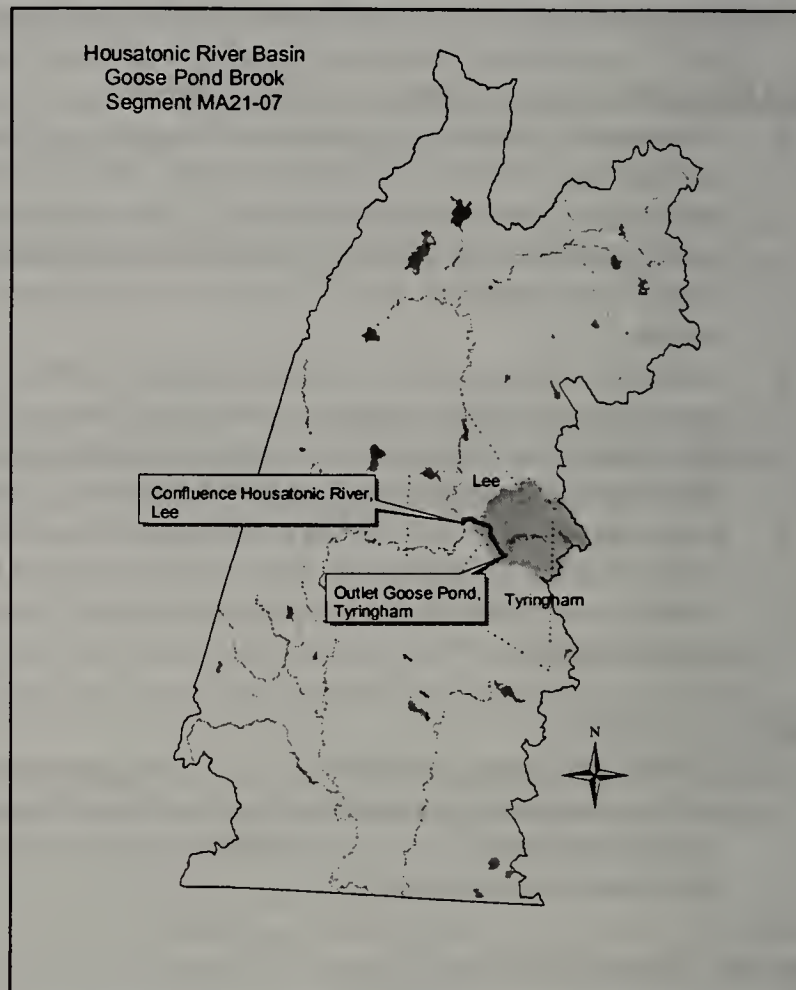 Housatonic River Basin
Goose Pond Brook
Segment MA21-07
Lee
Confluence Housatonic River,
Lee
Outlet Goose Pond,
Tyringham
Tyringham
N